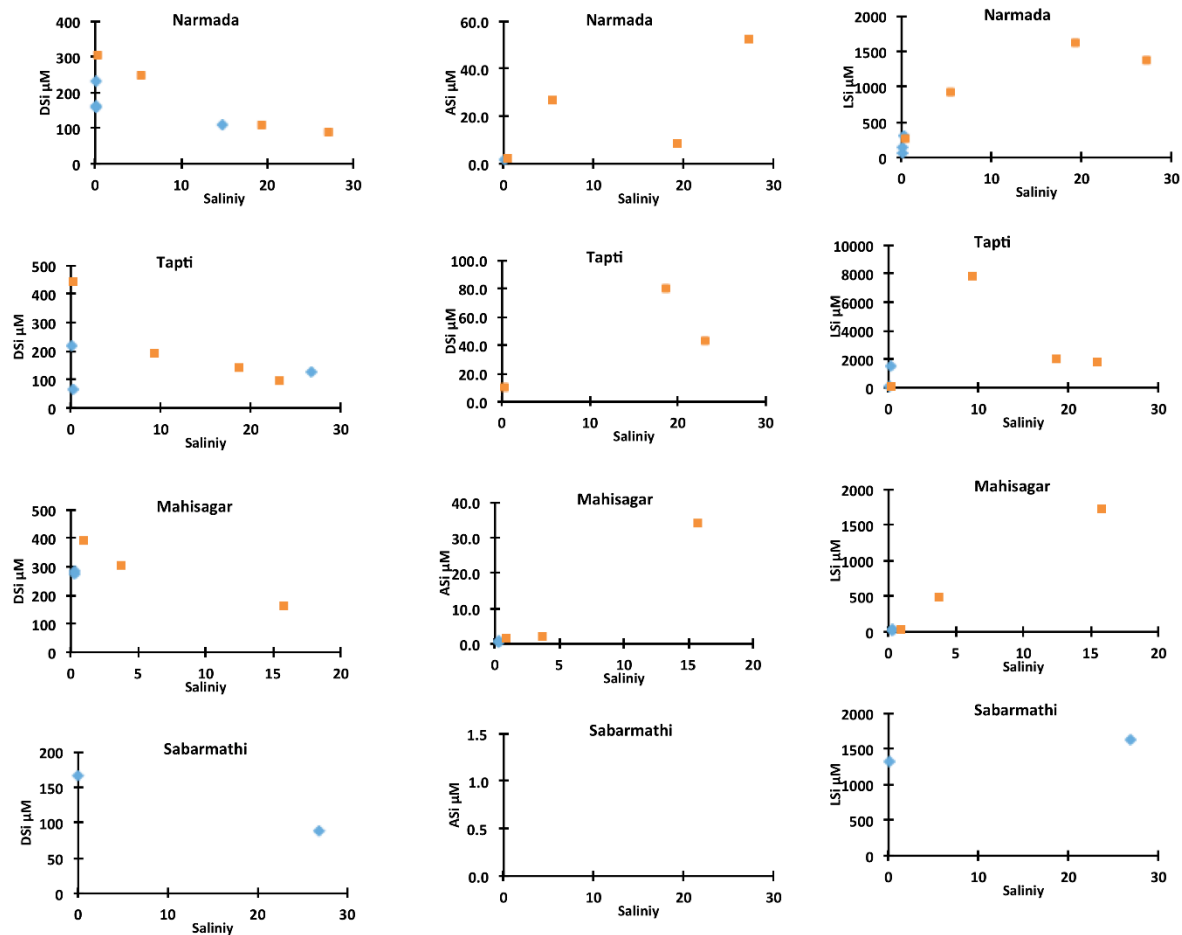 Narmada
DSi µM
400
300
200
100
0
0 10 20 30
Saliniy
Narmada
ASi µM
60.0
40.0
20.0
0.0
0 10 20 30
Saliniy
Narmada
LSi µM
2000
1500
1000
500
0
0 10 20 30
Saliniy
Tapti
DSi µM
500
400
300
200
100
0
0 10 20 30
Saliniy
Tapti
DSi µM
100.0
80.0
60.0
40.0
20.0
0.0
0 10 20 30
Saliniy
Tapti
LSi µM
10000
8000
6000
4000
2000
0
0 10 20 30
Saliniy
Mahisagar
DSi µM
500
400
300
200
100
0
0 5 10 15 20
Saliniy
Mahisagar
ASi µM
40.0
30.0
20.0
10.0
0.0
0 5 10 15 20
Saliniy
Mahisagar
LSi µM
2000
1500
1000
500
0
0 5 10 15 20
Saliniy
Sabarmathi
DSi µM
200
150
100
50
0
0 10 20 30
Saliniy
Sabarmathi
ASi µM
1.5
1.0
0.5
0.0
0 10 20 30
Saliniy
Sabarmathi
LSi µM
2000
1500
1000
500
0
0 10 20 30
Saliniy